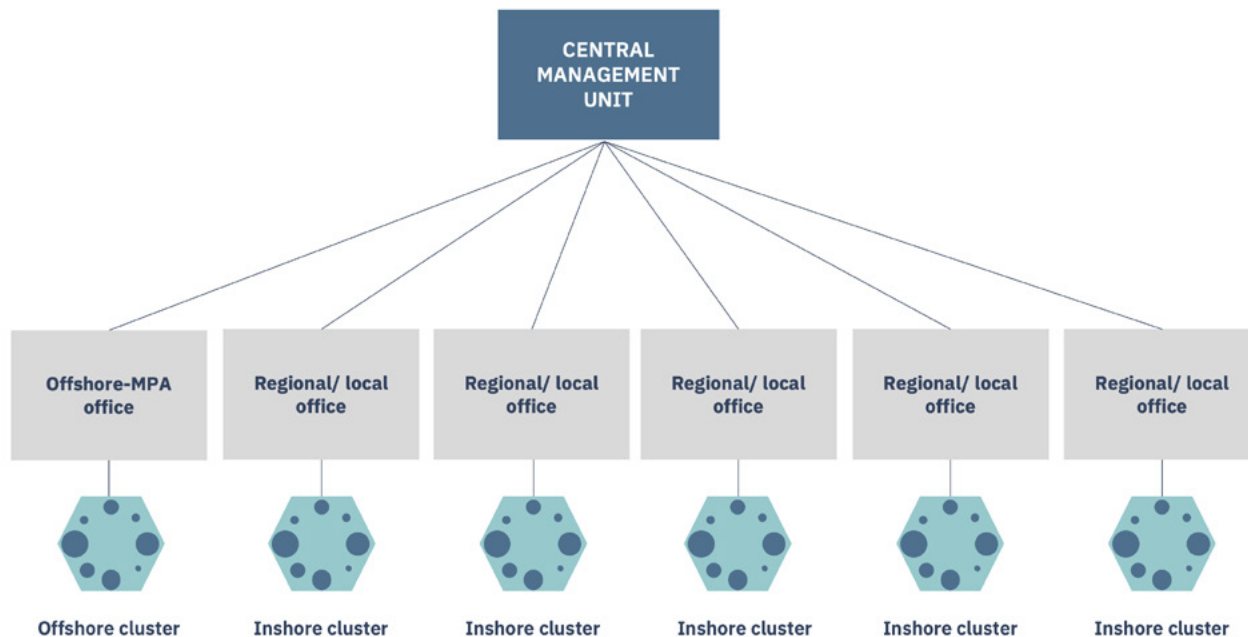 CENTRAL
MANAGEMENT
UNIT
Offshore-MPA
office
Regional/ local
office
Regional/ local
office
Regional/ local
office
Regional/ local
office
Regional/ local
office
Offshore cluster
Inshore cluster
Inshore cluster
Inshore cluster
Inshore cluster
Inshore cluster